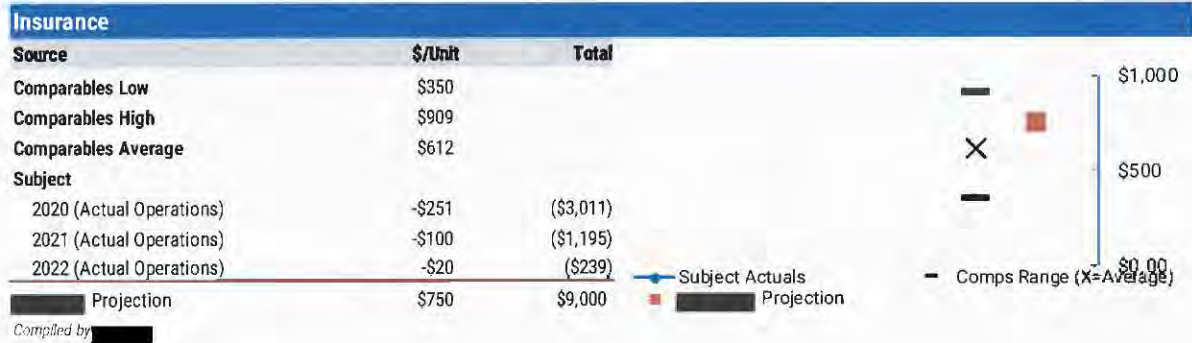 Insurance
Source $/Unit Total
Comparables Low $350
Comparables High $909
Comparables Average $612
Subject
2020 (Actual Operations) -$251 ($3,011)
2021 (Actual Operations) -$100 ($1,195)
2022 (Actual Operations) -$20 ($239)
Projection $750 $9,000
Compiled by
$1,000
$500
$0.00
Subject Actuals
Comps Range (X=Average)
Projection